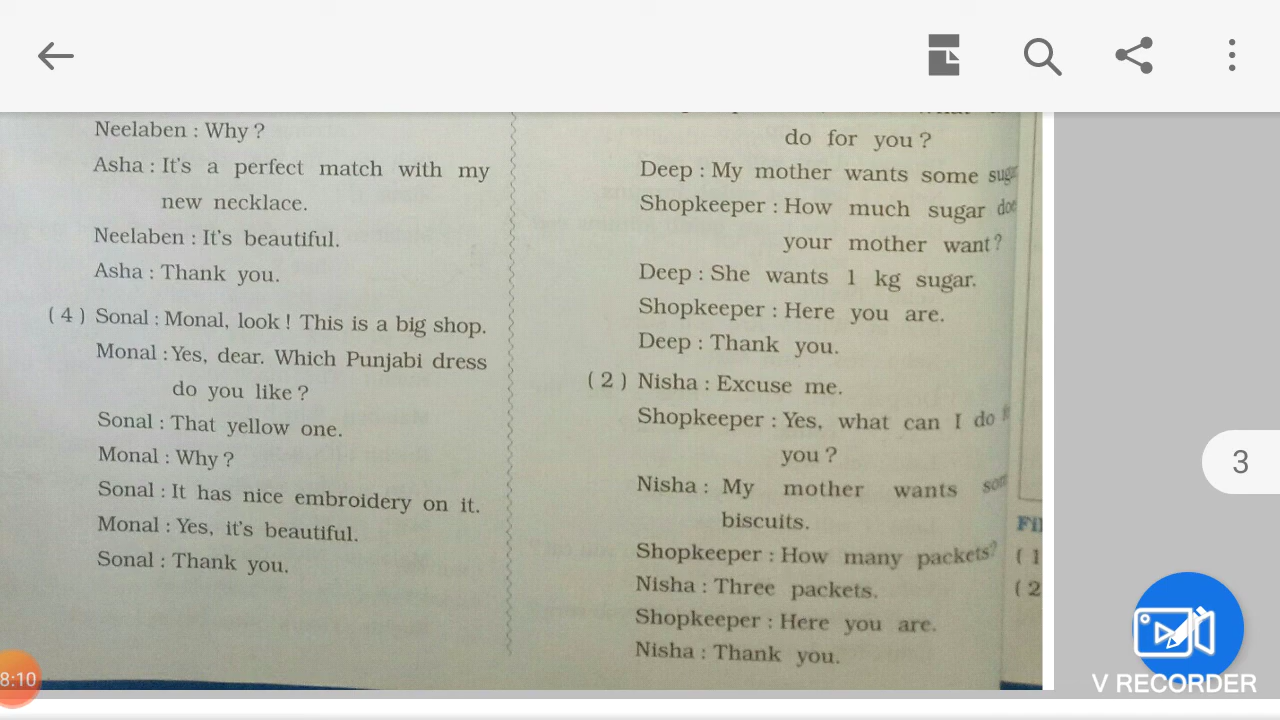 Neelaben : Why ?
Asha : It's a perfect match with my
new necklace.
Neelaben : It's beautiful.
Asha : Thank you.
( 4 ) Sonal : Monal, look ! This is a big shop.
Monal : Yes, dear. Which Punjabi dress
do you like ?
Sonal : That yellow one.
Monal : Why ?
Sonal : It has nice embroidery on it.
Monal : Yes, it's beautiful.
Sonal : Thank you.
do for you ?
Deep : My mother wants some
Shopkeeper : How much sugar
your mother want ?
Deep : She wants 1 kg sugar.
Shopkeeper : Here you are.
Deep : Thank you.
( 2 ) Nisha : Excuse me.
Shopkeeper : Yes, what can I do
you ?
Nisha : My mother wants
biscuits.
Shopkeeper : How many packets?
Nisha : Three packets.
Shopkeeper : Here you are.
Nisha : Thank you.
( 1
( 2
3
8:10
V RECORDER